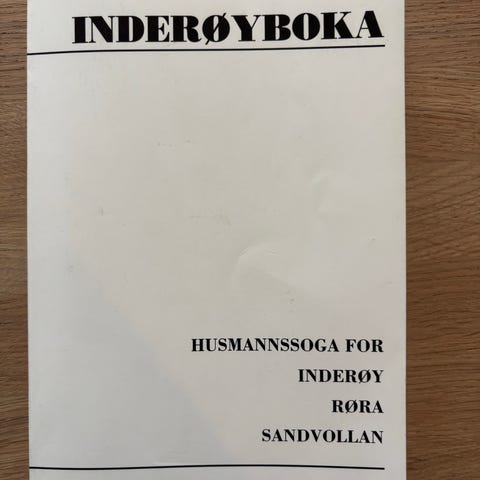 INDERØYBOKA
HUSMANNSSOGA FOR
INDERØY
RØRA
SANDVOLLAN